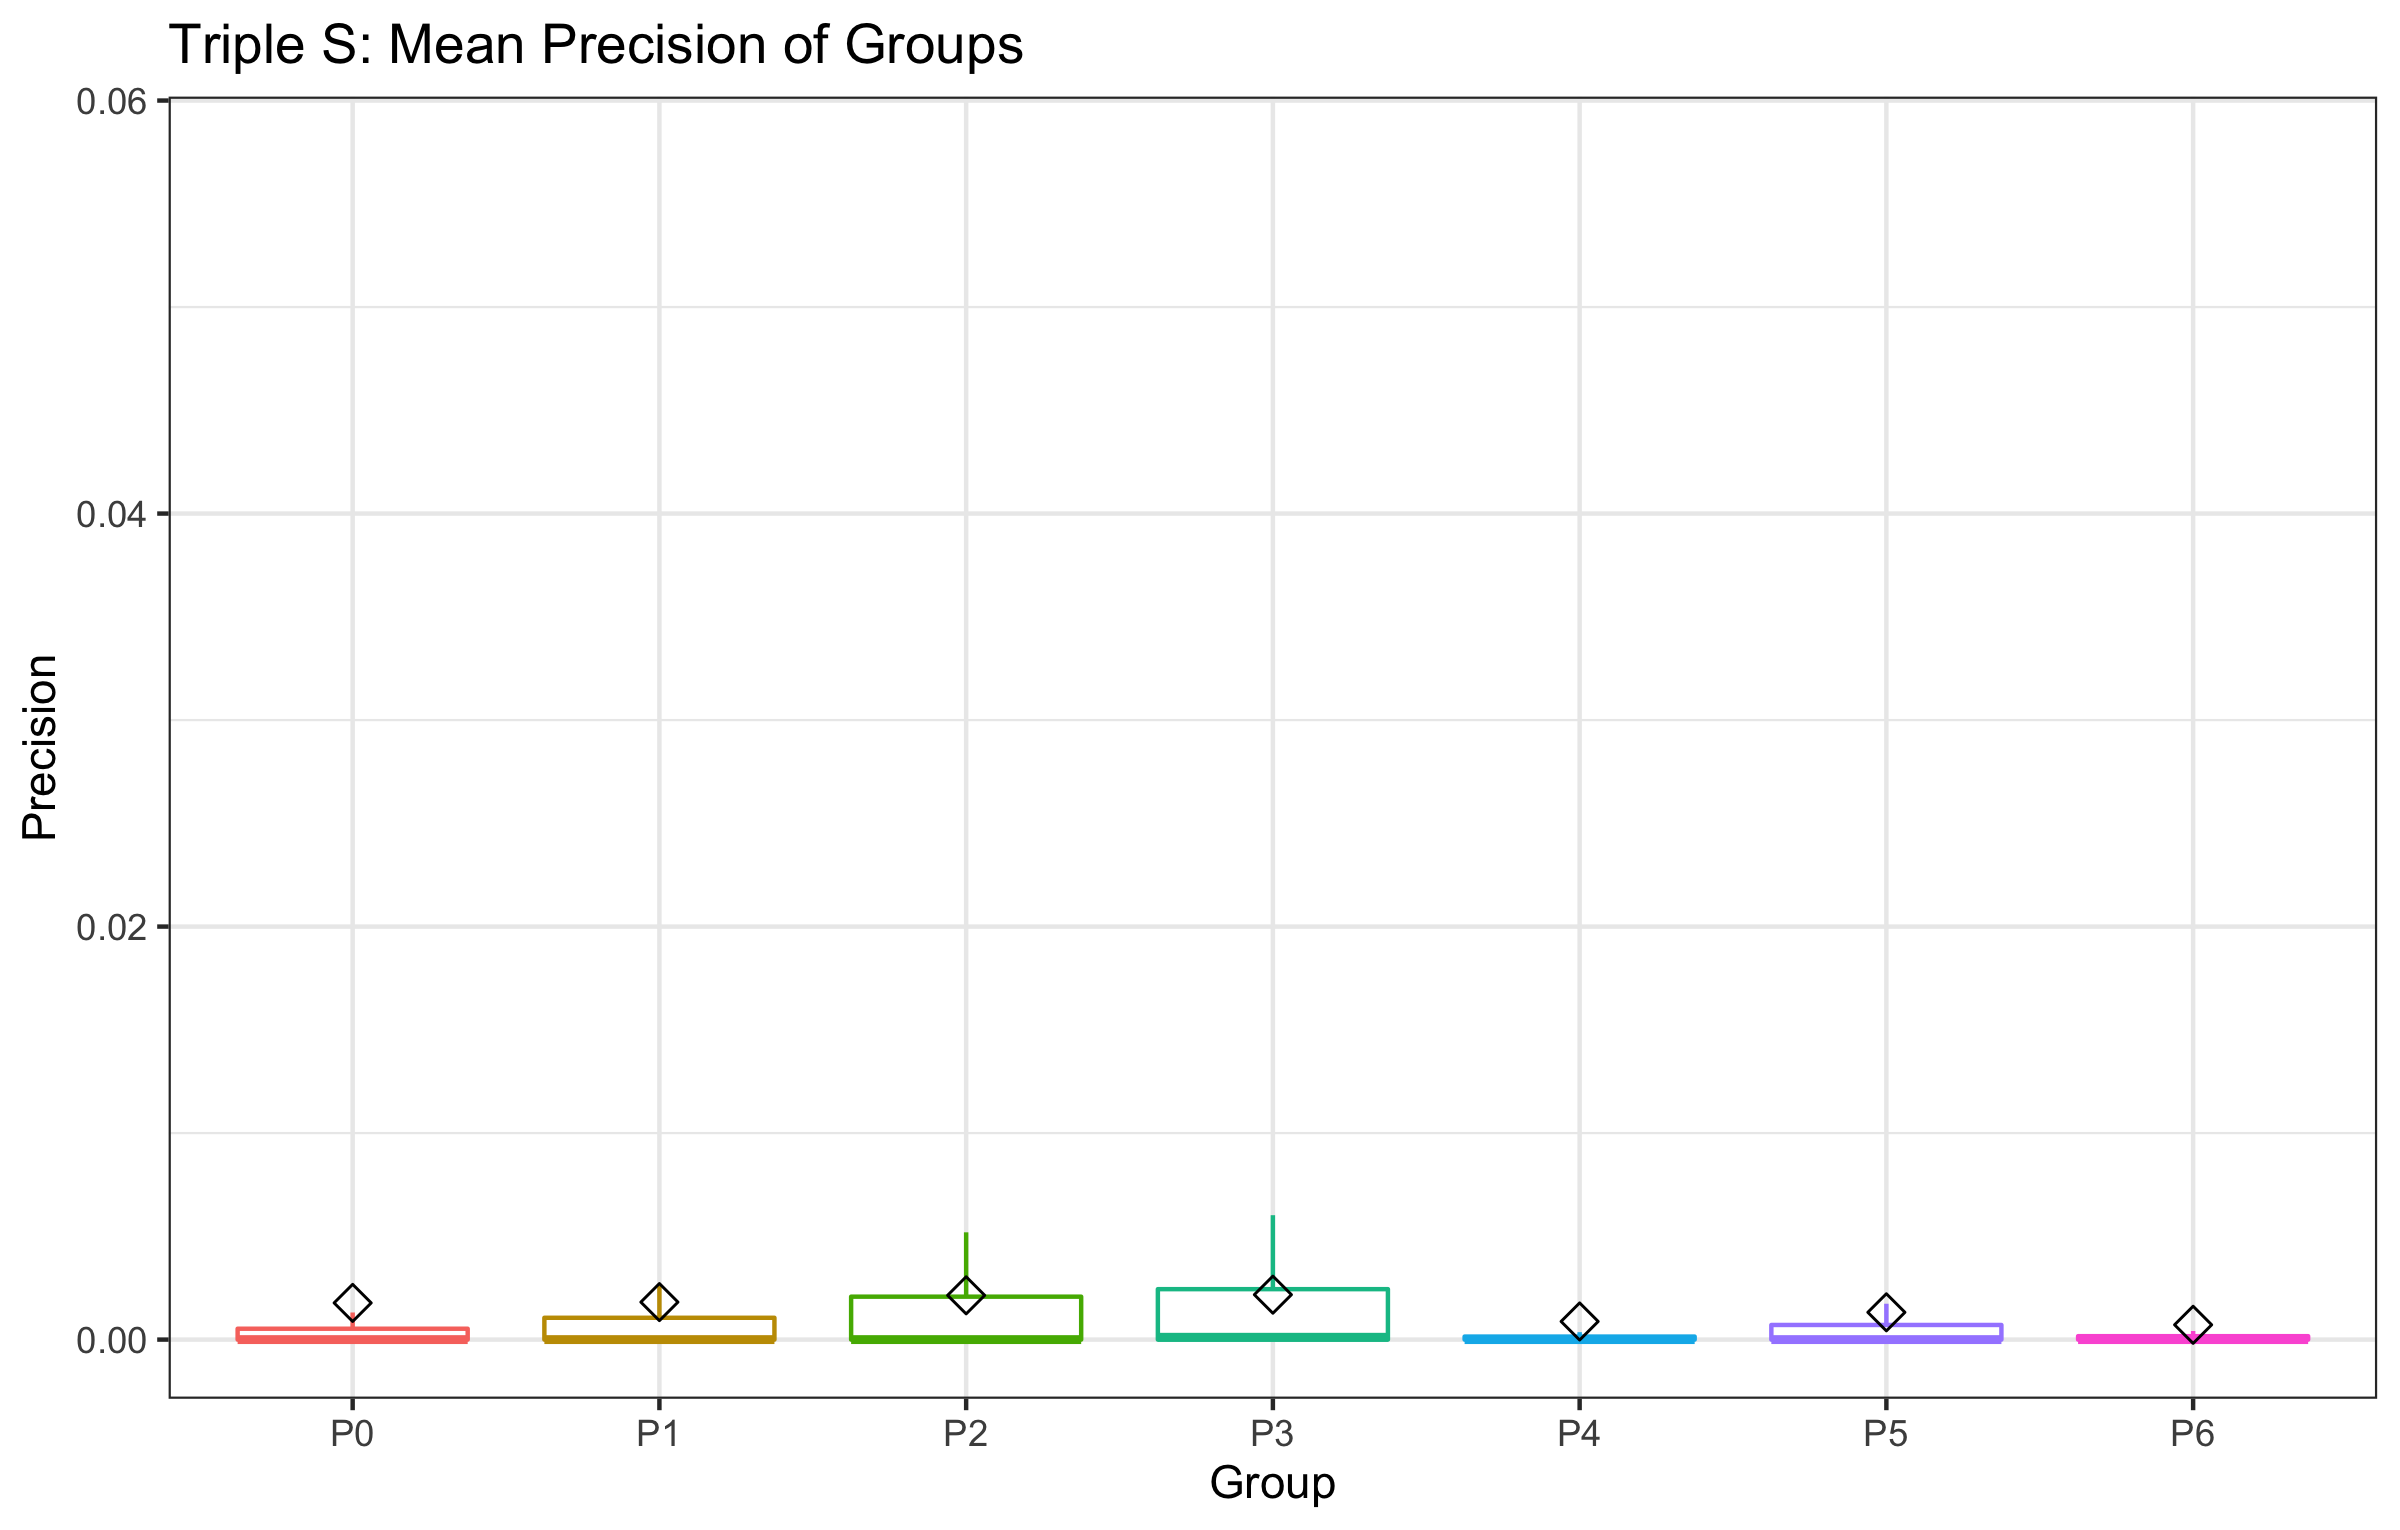 Triple S: Mean Precision of Groups
0.06
0.04
0.02
0.00
Precision
P0 P1 P2 P3 P4 P5 P6
Group